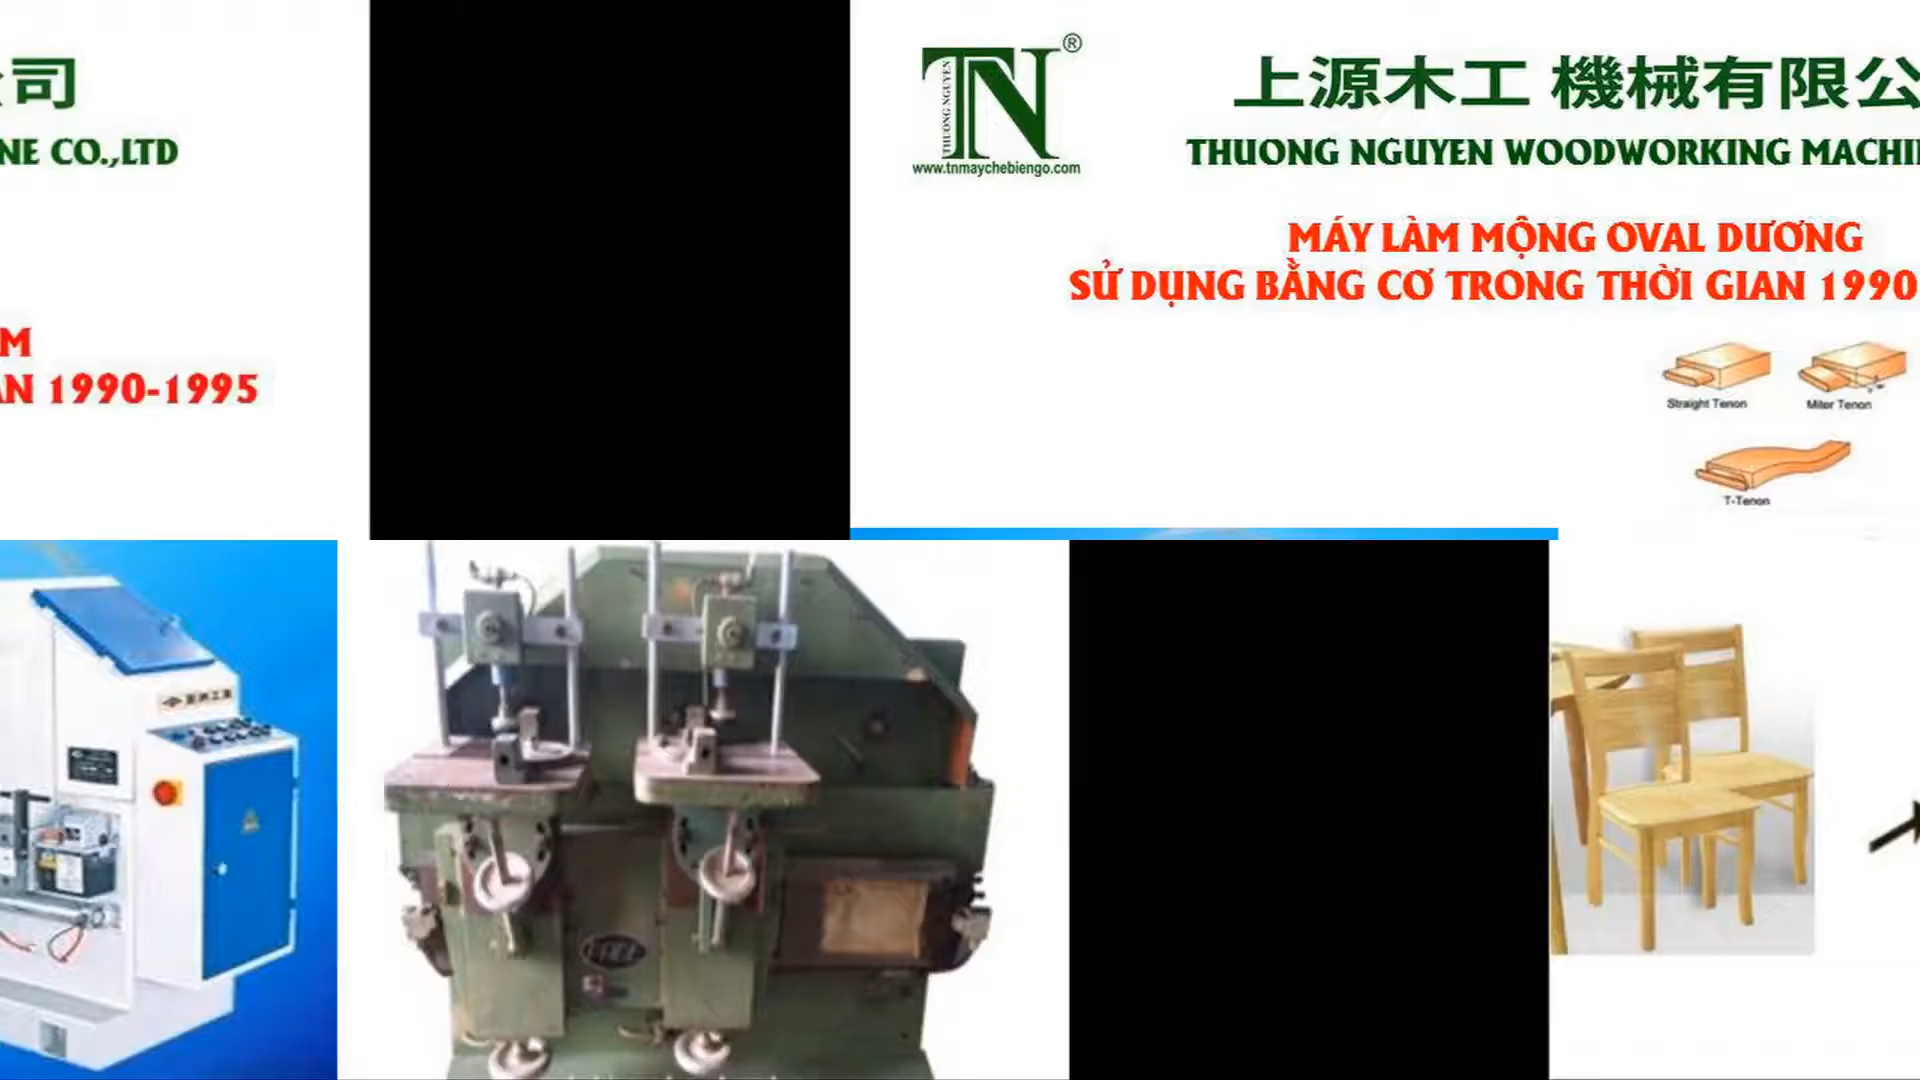 公司
NE CO.,LTD
M
AN 1990-1995
TN®
THUONG NGUYEN
www.tnmaychebiengo.com
上源木工 機械有限公
THUONG NGUYEN WOODWORKING MACHI
MÁY LÀM MỘNG OVAL DƯƠNG
SỬ DỤNG BẰNG CƠ TRONG THỜI GIAN 1990
Straight Tenon
Miter Tenon
T-Tenon